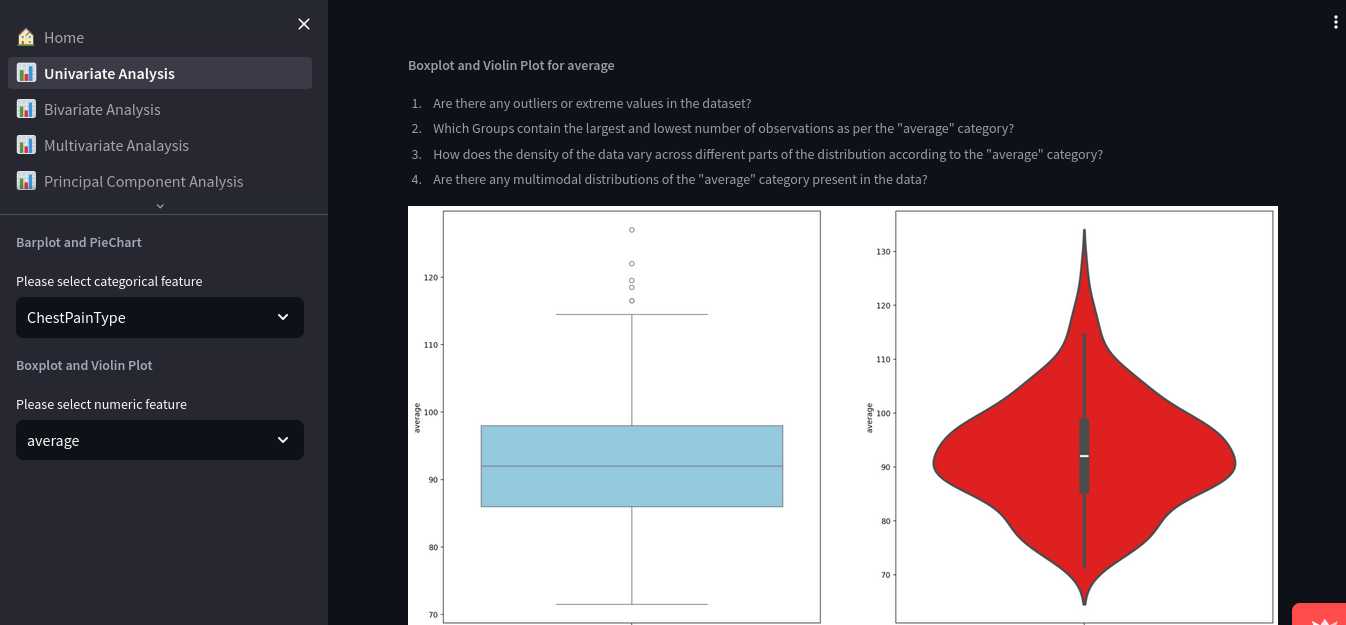 Home
Univariate Analysis
Bivariate Analysis
Multivariate Analaysis
Principal Component Analysis
Barplot and PieChart
Please select categorical feature
ChestPainType
Boxplot and Violin Plot
Please select numeric feature
average
Boxplot and Violin Plot for average
1. Are there any outliers or extreme values in the dataset?
2. Which Groups contain the largest and lowest number of observations as per the "average" category?
3. How does the density of the data vary across different parts of the distribution according to the "average" category?
4. Are there any multimodal distributions of the "average" category present in the data?
120
110
100
90
80
70
average
130
120
110
100
90
80
70
average